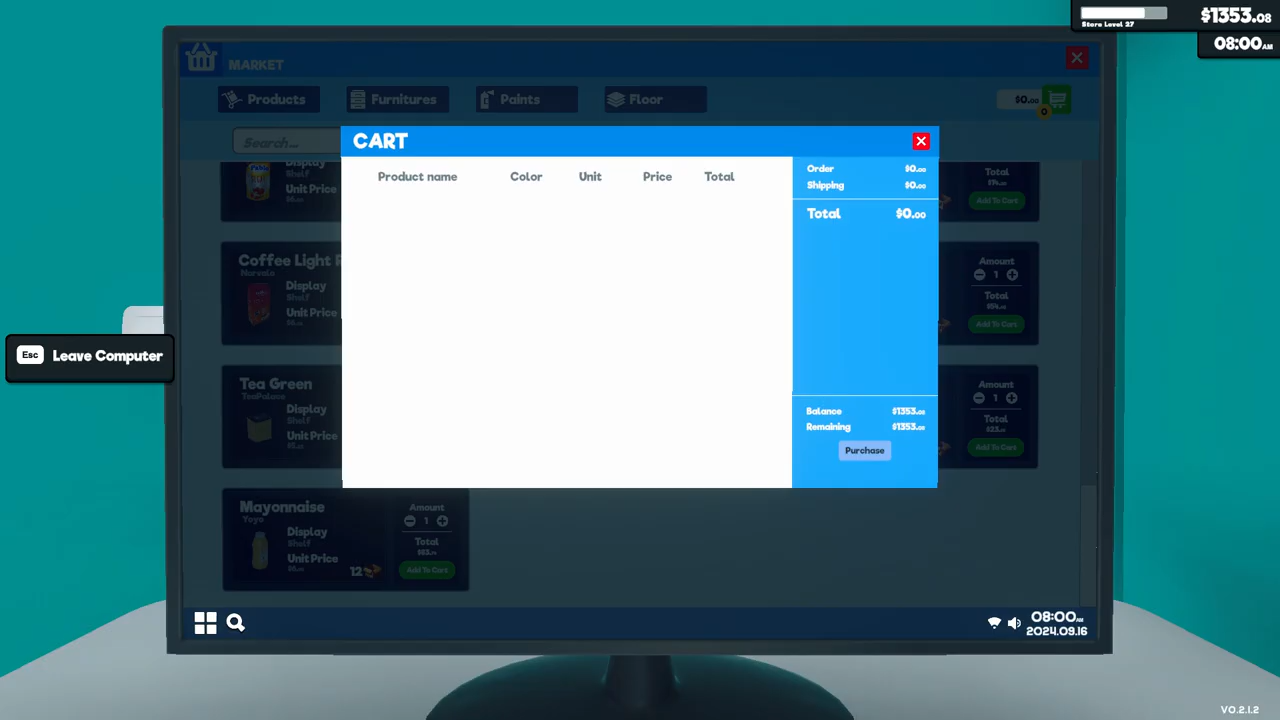 $1353.08
Store Level 27
08:00AM
MARKET
Products Furnitures Paints Floor $0.00
0
Search...
CART
Product name Color Unit Price Total
Order $0.00
Shipping $0.00
Total $0.00
Balance $1353.08
Remaining $1353.08
Purchase
Display
Shelf
Unit Price
Total
Add To Cart
Coffee Light
Display
Shelf
Unit Price
Amount
1
Total
Add To Cart
Esc Leave Computer
Tea Green
TeaPalace
Display
Shelf
Unit Price
Amount
1
Total
Add To Cart
Mayonnaise
Yoyo
Display
Shelf
Unit Price
12
Amount
1
Total
Add To Cart
08:00AM
2024.09.16
V0.2.1.2